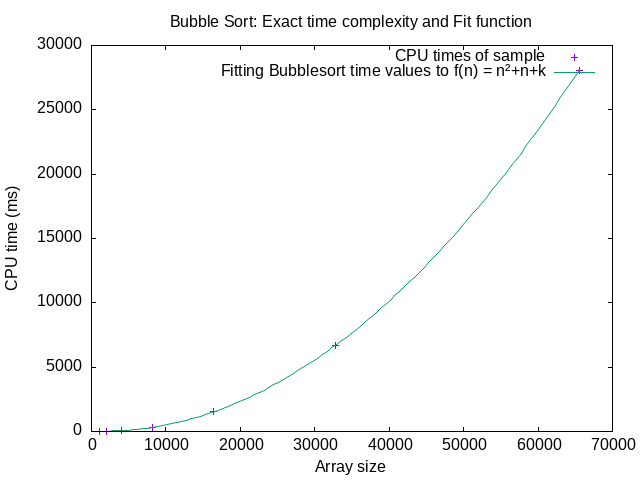 Bubble Sort: Exact time complexity and Fit function
30000
CPU times of sample
Fitting Bubblesort time values to f(n) = n²+n+k
25000
20000
15000
10000
5000
0
CPU time (ms)
0 10000 20000 30000 40000 50000 60000 70000
Array size